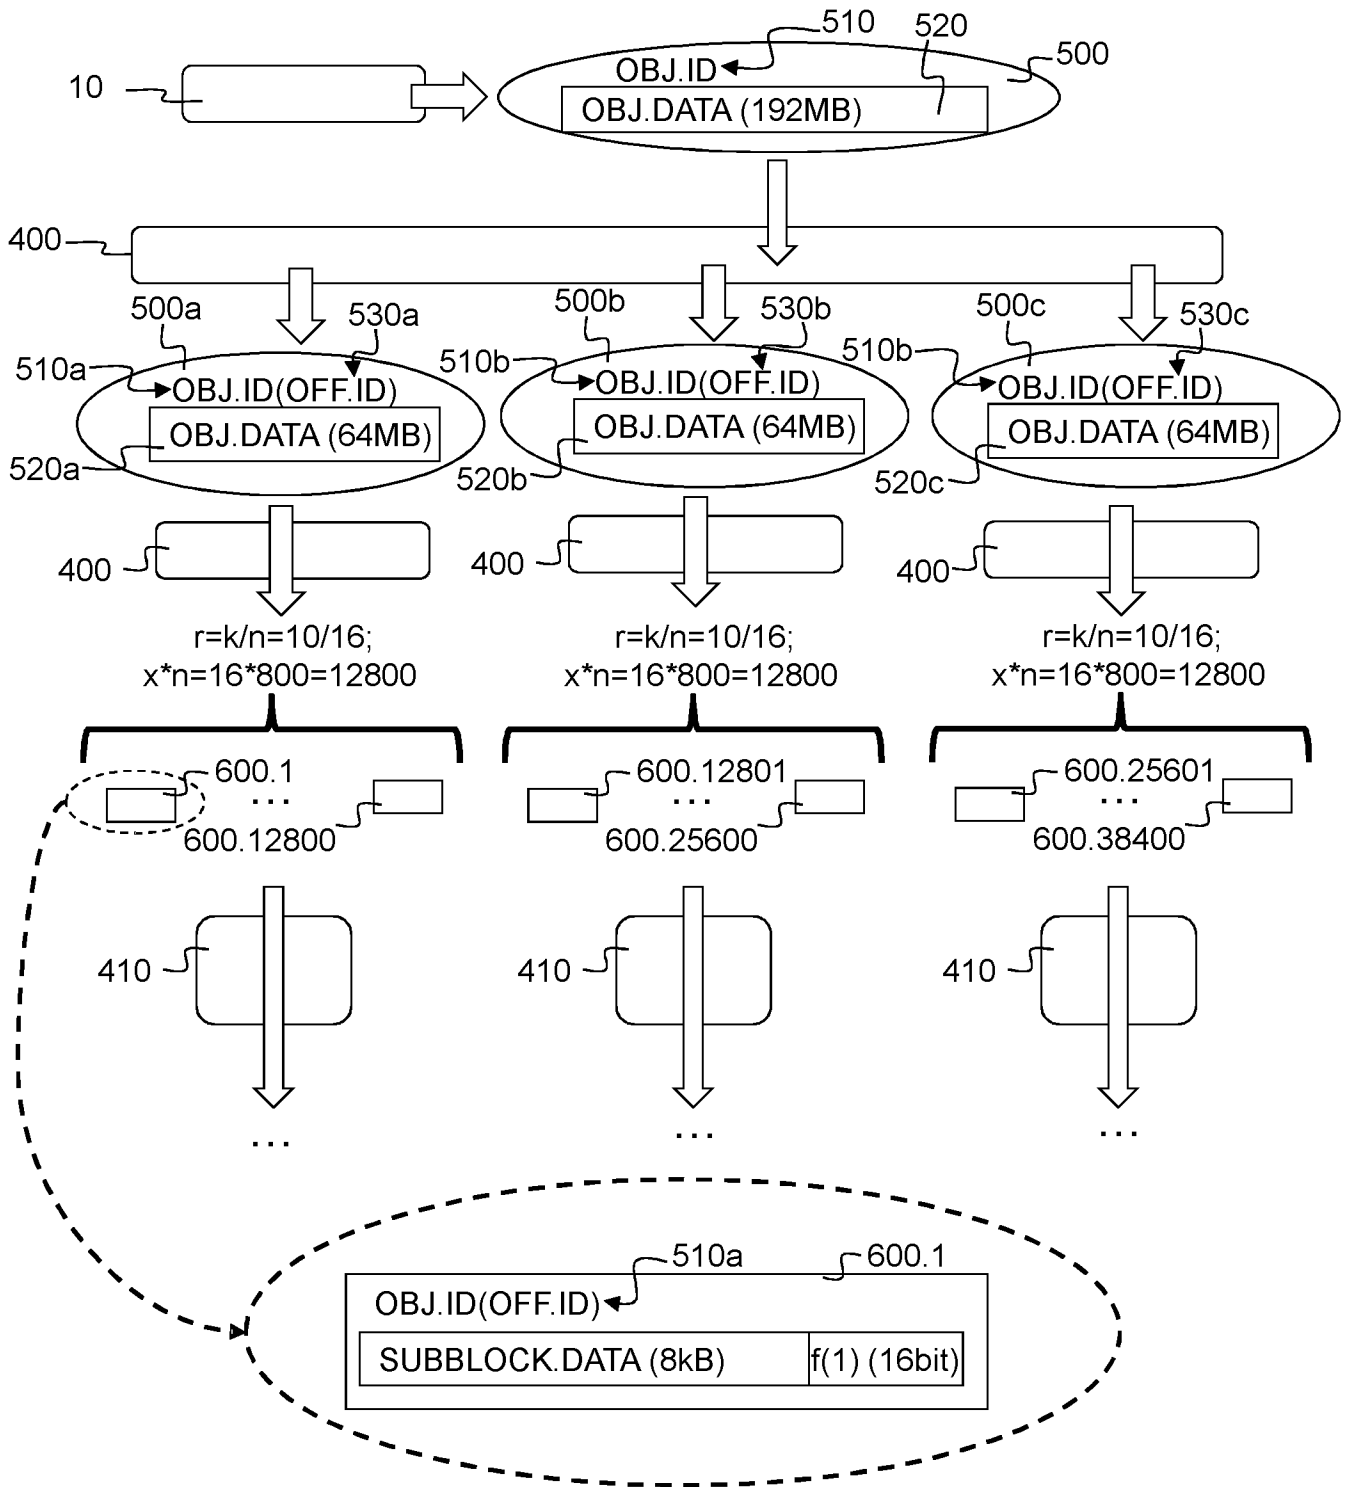 510
520
500
10
OBJ.ID
OBJ.DATA (192MB)
400
500a
530a
500b
530b
500c
530c
510a
510b
510b
OBJ.ID(OFF.ID)
OBJ.ID(OFF.ID)
OBJ.ID(OFF.ID)
OBJ.DATA (64MB)
OBJ.DATA (64MB)
OBJ.DATA (64MB)
520a
520b
520c
400
400
400
r=k/n=10/16;
x*n=16*800=12800
r=k/n=10/16;
x*n=16*800=12800
r=k/n=10/16;
x*n=16*800=12800
600.1
...
600.12800
600.12801
...
600.25600
600.25601
...
600.38400
410
410
410
...
...
...
510a
600.1
OBJ.ID(OFF.ID)
SUBBLOCK.DATA (8kB)
f(1) (16bit)